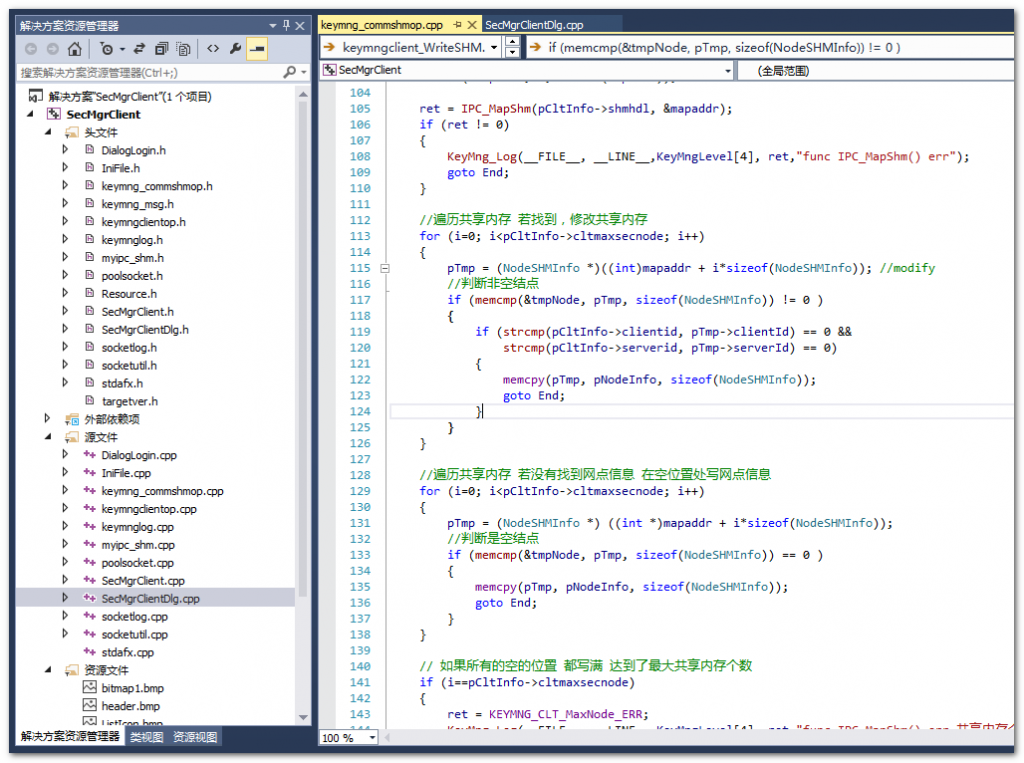 解决方案资源管理器
搜索解决方案资源管理器(Ctrl+;)
解决方案"SecMgrClient"(1 个项目)
SecMgrClient
头文件
DialogLogin.h
IniFile.h
keymng_commshmop.h
keymng_msg.h
keymngclientop.h
keymnglog.h
myipc_shm.h
poolsocket.h
Resource.h
SecMgrClient.h
SecMgrClientDlg.h
socketlog.h
socketutil.h
stdafx.h
targetver.h
外部依赖项
源文件
DialogLogin.cpp
IniFile.cpp
keymng_commshmop.cpp
keymngclientop.cpp
keymnglog.cpp
myipc_shm.cpp
poolsocket.cpp
SecMgrClient.cpp
SecMgrClientDlg.cpp
socketlog.cpp
socketutil.cpp
stdafx.cpp
资源文件
bitmap1.bmp
header.bmp
ListIcon.bmp
解决方案资源管理器 类视图 资源视图
keymng_commshmop.cpp SecMgrClientDlg.cpp
keymngclient_WriteSHM. if (memcmp(&tmpNode, pTmp, sizeof(NodeSHMInfo)) != 0 )
SecMgrClient (全局范围)
104
105 ret = IPC_MapShm(pCltInfo->shmhdl, &mapaddr);
106 if (ret != 0)
107 {
108 KeyMng_Log(__FILE__, __LINE__,KeyMngLevel[4], ret,"func IPC_MapShm() err");
109 goto End;
110 }
111
112 //遍历共享内存 若找到，修改共享内存
113 for (i=0; i<pCltInfo->cltmaxsecnode; i++)
114 {
115 pTmp = (NodeSHMInfo *)((int)mapaddr + i*sizeof(NodeSHMInfo)); //modify
116 //判断非空结点
117 if (memcmp(&tmpNode, pTmp, sizeof(NodeSHMInfo)) != 0 )
118 {
119 if (strcmp(pCltInfo->clientid, pTmp->clientId) == 0 &&
120 strcmp(pCltInfo->serverid, pTmp->serverId) == 0)
121 {
122 memcpy(pTmp, pNodeInfo, sizeof(NodeSHMInfo));
123 goto End;
124 }
125 }
126 }
127
128 //遍历共享内存 若没有找到网点信息 在空位置处写网点信息
129 for (i=0; i<pCltInfo->cltmaxsecnode; i++)
130 {
131 pTmp = (NodeSHMInfo *) ((int *)mapaddr + i*sizeof(NodeSHMInfo));
132 //判断是空结点
133 if (memcmp(&tmpNode, pTmp, sizeof(NodeSHMInfo)) == 0 )
134 {
135 memcpy(pTmp, pNodeInfo, sizeof(NodeSHMInfo));
136 goto End;
137 }
138 }
139
140 // 如果所有的空的位置 都写满 达到了最大共享内存个数
141 if (i==pCltInfo->cltmaxsecnode)
142 {
143 ret = KEYMNG_CLT_MaxNode_ERR;
100 %